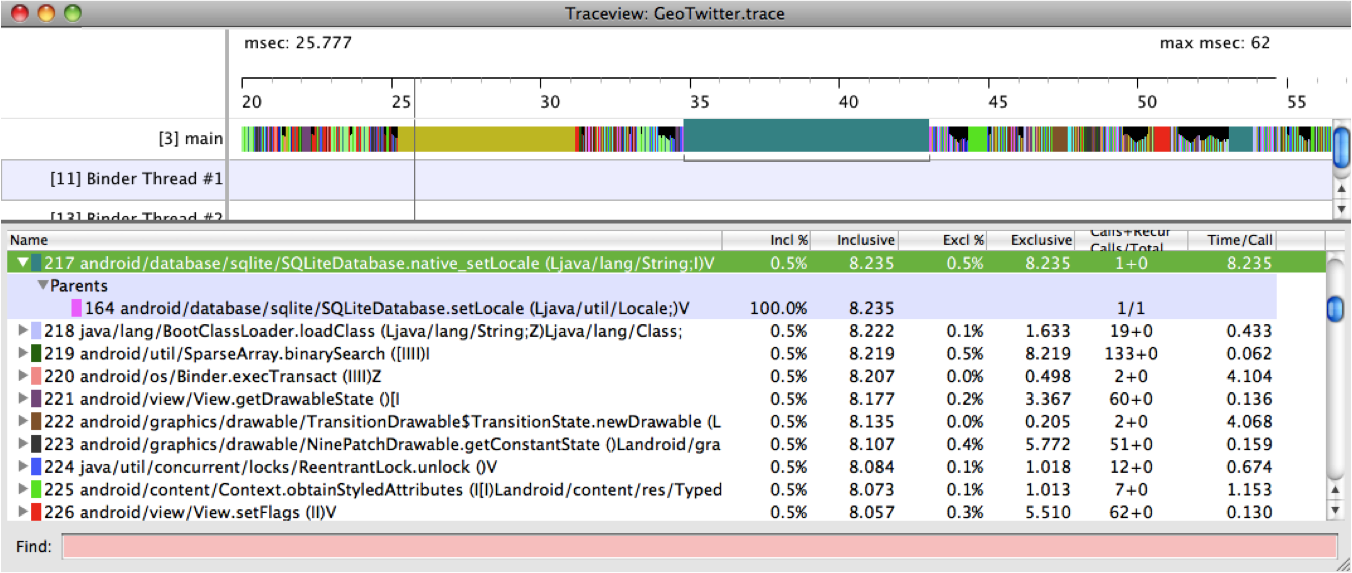 Traceview: GeoTwitter.trace
msec: 25.777 max msec: 62
20 25 30 35 40 45 50 55
[3] main
[11] Binder Thread #1
[13] Binder Thread #2
Name Incl % Inclusive Excl % Exclusive Calls+Recur Calls/Total Time/Call
217 android/database/sqlite/SQLiteDatabase.native_setLocale (Ljava/lang/String;I)V 0.5% 8.235 0.5% 8.235 1+0 8.235
Parents
164 android/database/sqlite/SQLiteDatabase.setLocale (Ljava/util/Locale;)V 100.0% 8.235 1/1
218 java/lang/BootClassLoader.loadClass (Ljava/lang/String;Z)Ljava/lang/Class; 0.5% 8.222 0.1% 1.633 19+0 0.433
219 android/util/SparseArray.binarySearch ([IIII)I 0.5% 8.219 0.5% 8.219 133+0 0.062
220 android/os/Binder.execTransact (IIII)Z 0.5% 8.207 0.0% 0.498 2+0 4.104
221 android/view/View.getDrawableState ()[I 0.5% 8.177 0.2% 3.367 60+0 0.136
222 android/graphics/drawable/TransitionDrawable$TransitionState.newDrawable (L 0.5% 8.135 0.0% 0.205 2+0 4.068
223 android/graphics/drawable/NinePatchDrawable.getConstantState ()Landroid/gra 0.5% 8.107 0.4% 5.772 51+0 0.159
224 java/util/concurrent/locks/ReentrantLock.unlock ()V 0.5% 8.084 0.1% 1.018 12+0 0.674
225 android/content/Context.obtainStyledAttributes (I[I)Landroid/content/res/Typed 0.5% 8.073 0.1% 1.013 7+0 1.153
226 android/view/View.setFlags (II)V 0.5% 8.057 0.3% 5.510 62+0 0.130
Find: